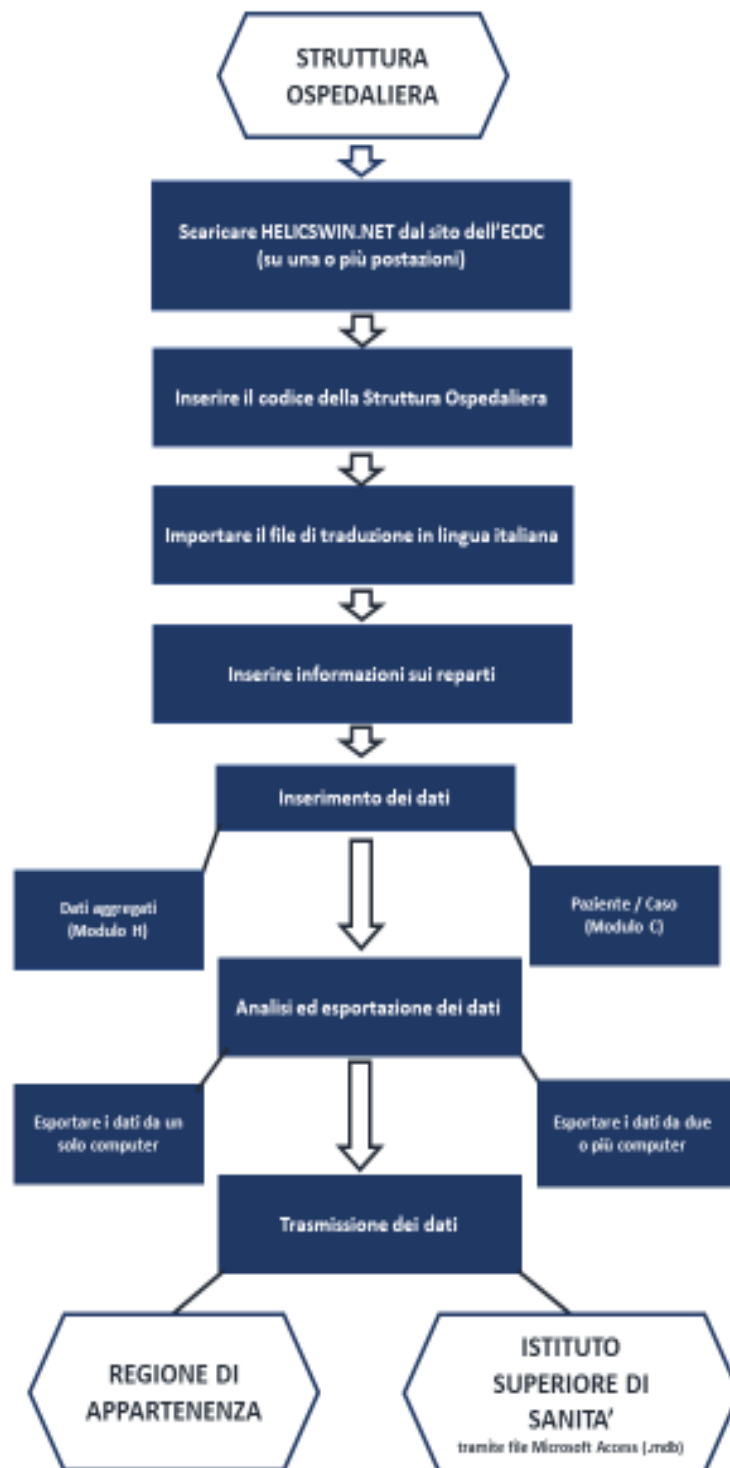 STRUTTURA
OSPEDALIERA
Scaricare HELICSWIN.NET dal sito dell'ECDC
(su una o più postazioni)
Inserire il codice della Struttura Ospedaliera
Importare il file di traduzione in lingua italiana
Inserire informazioni sui reparti
Inserimento dei dati
Dati aggregati
(Modulo H)
Paziente / Caso
(Modulo C)
Analisi ed esportazione dei dati
Esportare i dati da un
solo computer
Esportare i dati da due
o più computer
Trasmissione dei dati
REGIONE DI
APPARTENENZA
ISTITUTO
SUPERIORE DI
SANITA'
tramite file Microsoft Access (.mdb)